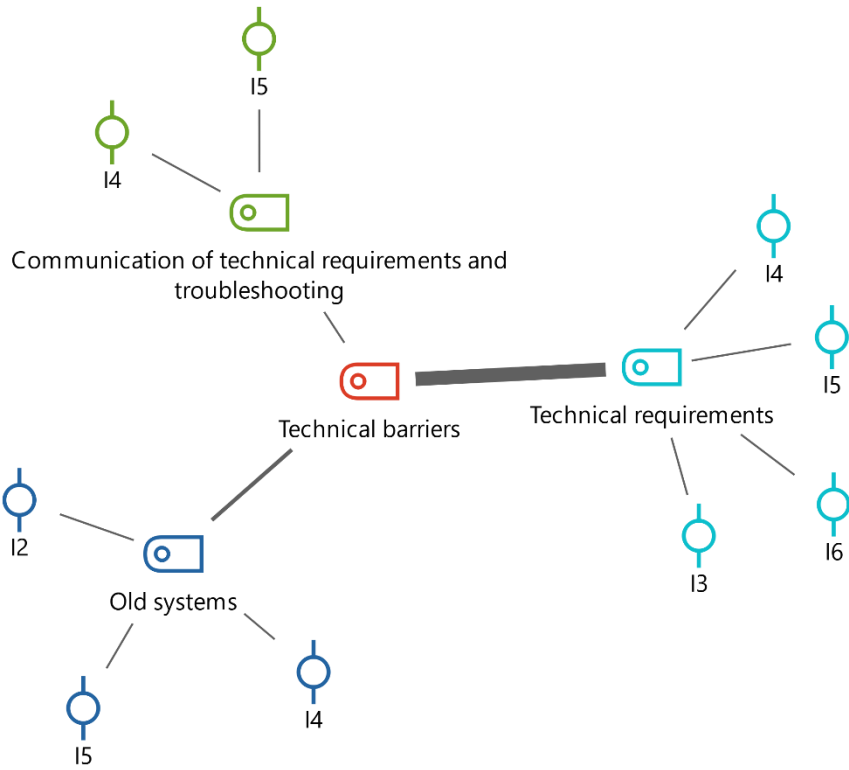 I5
I4
Communication of technical requirements and
troubleshooting
I4
I5
Technical requirements
Technical barriers
I2
I6
I3
Old systems
I4
I5